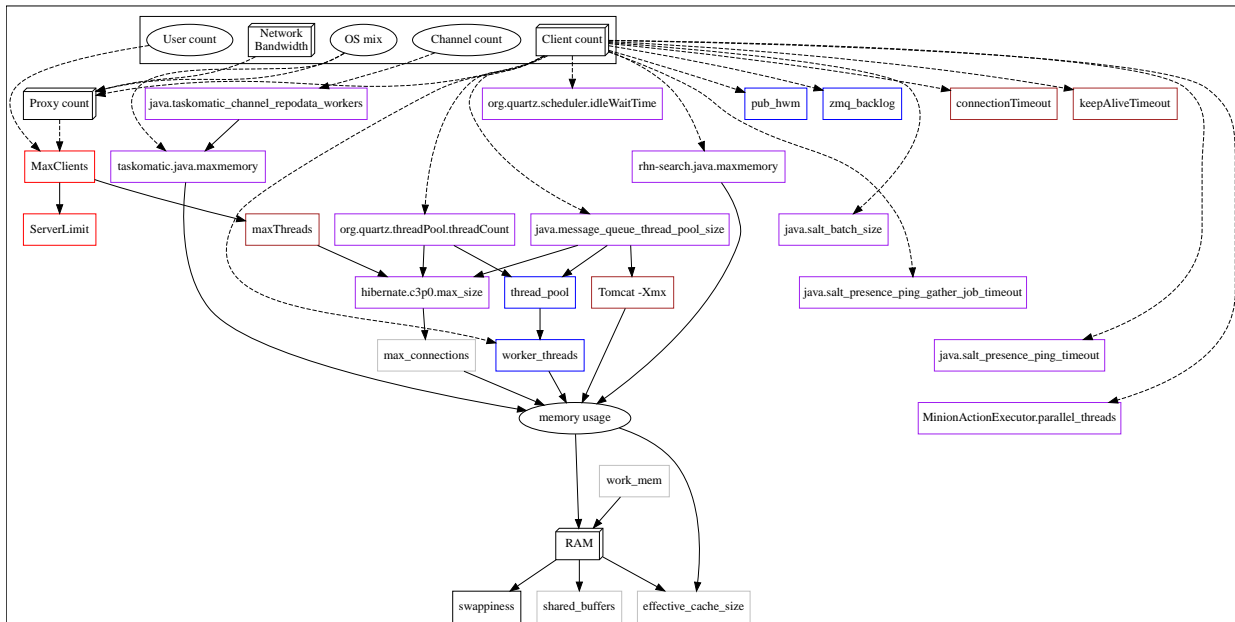 User count
Network
Bandwidth
OS mix
Channel count
Client count
Proxy count
java.taskomatic_channel_repodata_workers
org.quartz.scheduler.idleWaitTime
pub_hwm
zmq_backlog
connectionTimeout
keepAliveTimeout
MaxClients
taskomatic.java.maxmemory
rhn-search.java.maxmemory
ServerLimit
maxThreads
org.quartz.threadPool.threadCount
java.message_queue_thread_pool_size
java.salt_batch_size
hibernate.c3p0.max_size
thread_pool
Tomcat -Xmx
java.salt_presence_ping_gather_job_timeout
max_connections
worker_threads
java.salt_presence_ping_timeout
memory usage
MinionActionExecutor.parallel_threads
work_mem
RAM
swappiness
shared_buffers
effective_cache_size